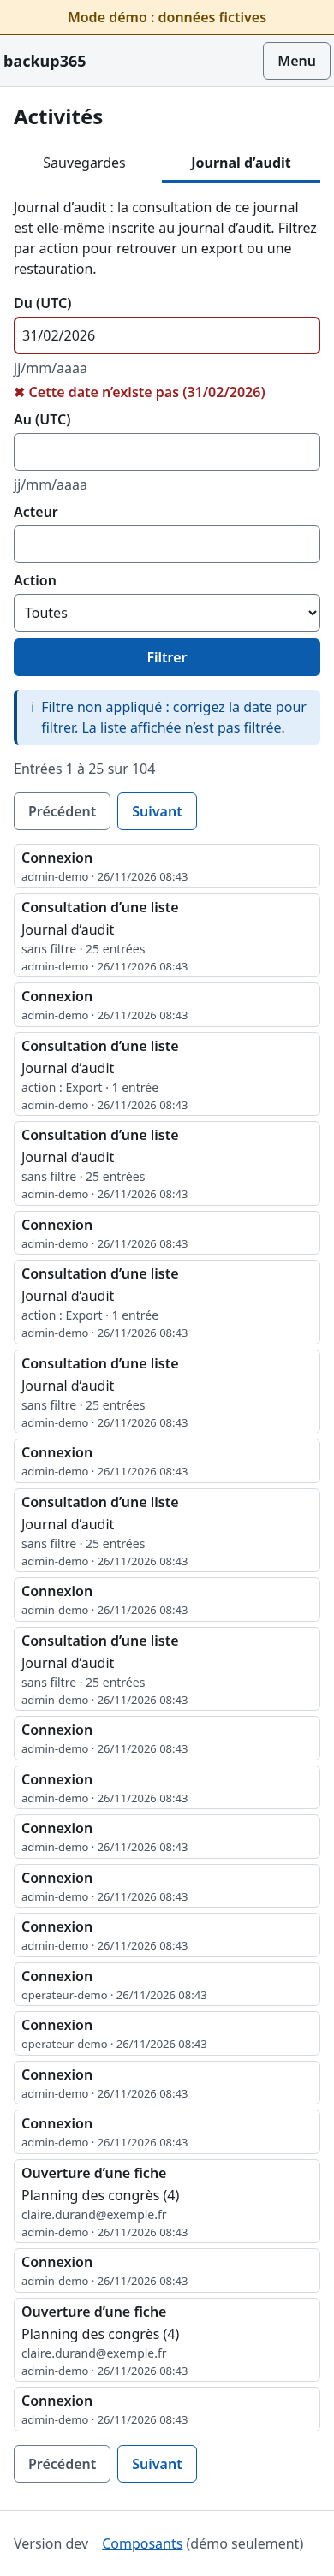 Mode démo : données fictives
backup365
Menu
Activités
Sauvegardes
Journal d’audit
Journal d’audit : la consultation de ce journal
est elle-même inscrite au journal d’audit. Filtrez
par action pour retrouver un export ou une
restauration.
Du (UTC)
31/02/2026
jj/mm/aaaa
✖ Cette date n’existe pas (31/02/2026)
Au (UTC)
jj/mm/aaaa
Acteur
Action
Toutes
Filtrer
i Filtre non appliqué : corrigez la date pour
filtrer. La liste affichée n’est pas filtrée.
Entrées 1 à 25 sur 104
Précédent
Suivant
Connexion
admin-demo · 26/11/2026 08:43
Consultation d’une liste
Journal d’audit
sans filtre · 25 entrées
admin-demo · 26/11/2026 08:43
Connexion
admin-demo · 26/11/2026 08:43
Consultation d’une liste
Journal d’audit
action : Export · 1 entrée
admin-demo · 26/11/2026 08:43
Consultation d’une liste
Journal d’audit
sans filtre · 25 entrées
admin-demo · 26/11/2026 08:43
Connexion
admin-demo · 26/11/2026 08:43
Consultation d’une liste
Journal d’audit
action : Export · 1 entrée
admin-demo · 26/11/2026 08:43
Consultation d’une liste
Journal d’audit
sans filtre · 25 entrées
admin-demo · 26/11/2026 08:43
Connexion
admin-demo · 26/11/2026 08:43
Consultation d’une liste
Journal d’audit
sans filtre · 25 entrées
admin-demo · 26/11/2026 08:43
Connexion
admin-demo · 26/11/2026 08:43
Consultation d’une liste
Journal d’audit
sans filtre · 25 entrées
admin-demo · 26/11/2026 08:43
Connexion
admin-demo · 26/11/2026 08:43
Connexion
admin-demo · 26/11/2026 08:43
Connexion
admin-demo · 26/11/2026 08:43
Connexion
admin-demo · 26/11/2026 08:43
Connexion
admin-demo · 26/11/2026 08:43
Connexion
operateur-demo · 26/11/2026 08:43
Connexion
operateur-demo · 26/11/2026 08:43
Connexion
admin-demo · 26/11/2026 08:43
Connexion
admin-demo · 26/11/2026 08:43
Ouverture d’une fiche
Planning des congrès (4)
claire.durand@exemple.fr
admin-demo · 26/11/2026 08:43
Connexion
admin-demo · 26/11/2026 08:43
Ouverture d’une fiche
Planning des congrès (4)
claire.durand@exemple.fr
admin-demo · 26/11/2026 08:43
Connexion
admin-demo · 26/11/2026 08:43
Précédent
Suivant
Version dev Composants (démo seulement)